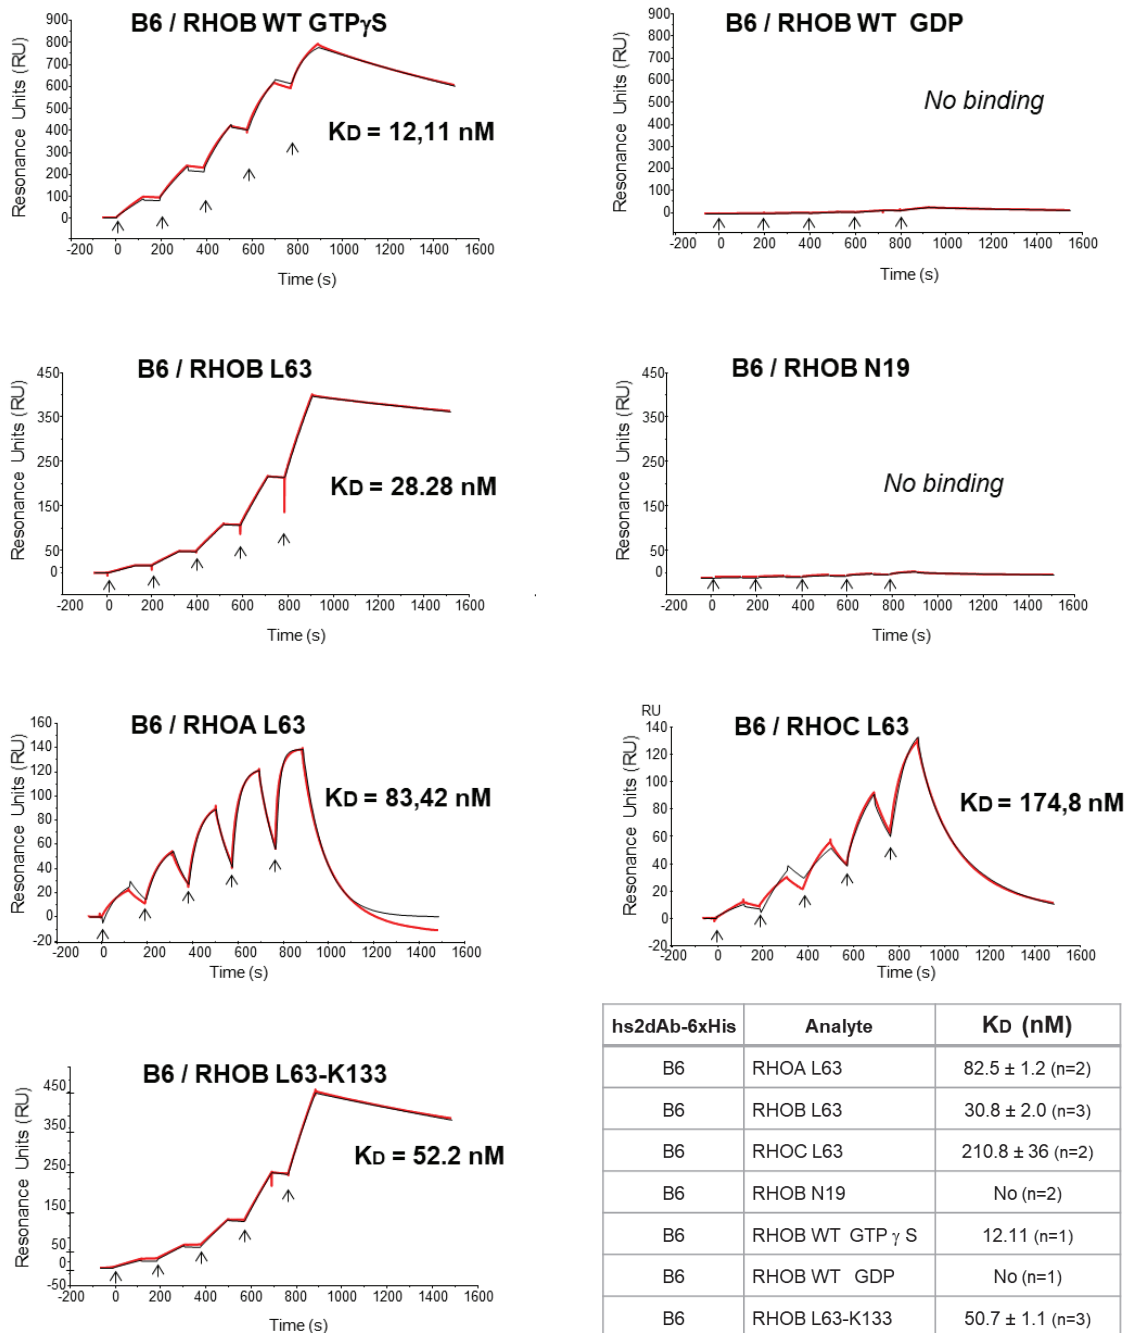 B6 / RHOB WT GTPγS
Resonance Units (RU)
900
800
700
600
500
400
300
200
100
0
KD = 12,11 nM
-200 0 200 400 600 800 1000 1200 1400 1600
Time (s)
B6 / RHOB WT GDP
Resonance Units (RU)
900
800
700
600
500
400
300
200
100
0
No binding
-200 0 200 400 600 800 1000 1200 1400 1600
Time (s)
B6 / RHOB L63
Resonance Units (RU)
450
350
250
150
50
0
KD = 28.28 nM
-200 0 200 400 600 800 1000 1200 1400 1600
Time (s)
B6 / RHOB N19
Resonance Units (RU)
450
350
250
150
50
0
No binding
-200 0 200 400 600 800 1000 1200 1400 1600
Time (s)
B6 / RHOA L63
Resonance Units (RU)
160
140
120
100
80
60
40
20
0
-20
KD = 83,42 nM
-200 0 200 400 600 800 1000 1200 1400 1600
Time (s)
RU
B6 / RHOC L63
Resonance Units (RU)
140
120
100
80
60
40
20
0
-20
KD = 174,8 nM
-200 0 200 400 600 800 1000 1200 1400 1600
Time (s)
B6 / RHOB L63-K133
Resonance Units (RU)
450
350
250
150
50
0
-50
KD = 52.2 nM
-200 0 200 400 600 800 1000 1200 1400 1600
Time (s)
hs2dAb-6xHis Analyte KD (nM)
B6 RHOA L63 82.5 ± 1.2 (n=2)
B6 RHOB L63 30.8 ± 2.0 (n=3)
B6 RHOC L63 210.8 ± 36 (n=2)
B6 RHOB N19 No (n=2)
B6 RHOB WT GTP γ S 12.11 (n=1)
B6 RHOB WT GDP No (n=1)
B6 RHOB L63-K133 50.7 ± 1.1 (n=3)